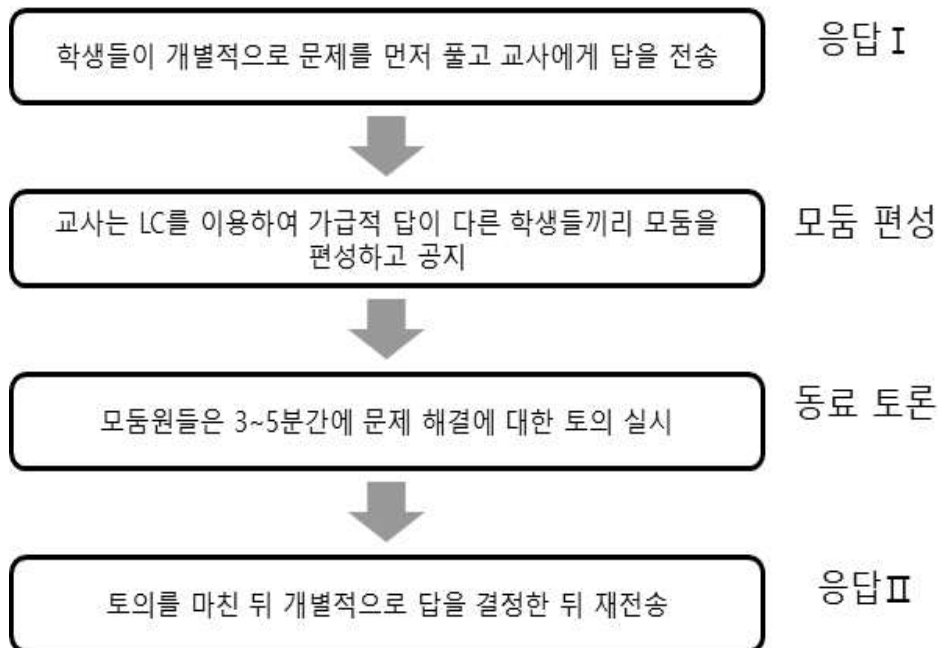 학생들이 개별적으로 문제를 먼저 풀고 교사에게 답을 전송
응답Ⅰ
교사는 LC를 이용하여 가급적 답이 다른 학생들끼리 모둠을
편성하고 공지
모둠 편성
모둠원들은 3~5분간에 문제 해결에 대한 토의 실시
동료 토론
토의를 마친 뒤 개별적으로 답을 결정한 뒤 재전송
응답Ⅱ